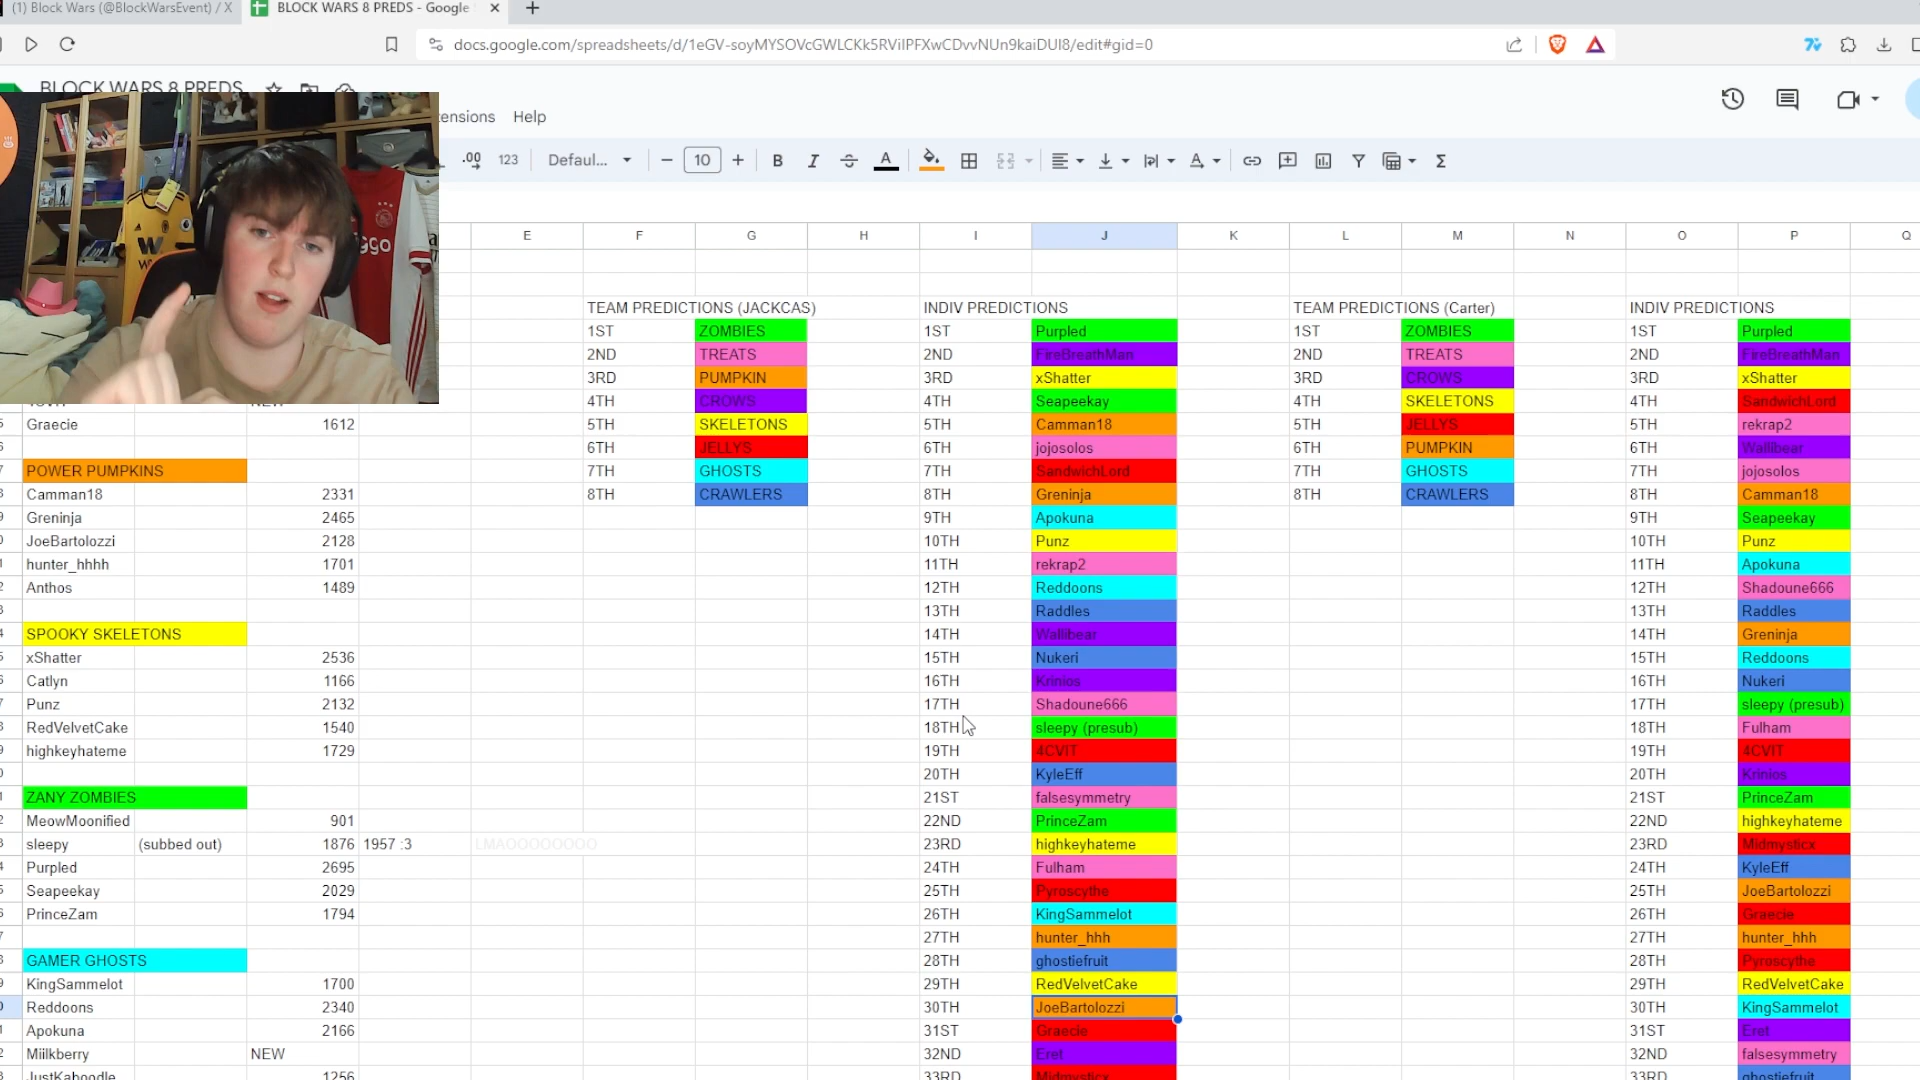 (1) Block Wars (@BlockWarsEvent) / X
BLOCK WARS 8 PREDS - Google
docs.google.com/spreadsheets/d/1eGV-soyMYSOVcGWLCKk5RViIPFXwCDvvNUn9kaiDUI8/edit#gid=0
BLOCK WARS 8 PREDS
tensions Help
.00 123 Defaul... 10
E F G H I J K L M N O P Q
TEAM PREDICTIONS (JACKCAS) INDIV PREDICTIONS TEAM PREDICTIONS (Carter) INDIV PREDICTIONS
1ST ZOMBIES 1ST Purpled 1ST ZOMBIES 1ST Purpled
2ND TREATS 2ND FireBreathMan 2ND TREATS 2ND FireBreathMan
3RD PUMPKIN 3RD xShatter 3RD CROWS 3RD xShatter
4TH CROWS 4TH Seapeekay 4TH SKELETONS 4TH SandwichLord
Graecie 1612 5TH SKELETONS 5TH Camman18 5TH JELLYS 5TH rekrap2
6TH JELLYS 6TH jojosolos 6TH PUMPKIN 6TH Wallibear
POWER PUMPKINS 7TH GHOSTS 7TH SandwichLord 7TH GHOSTS 7TH jojosolos
Camman18 2331 8TH CRAWLERS 8TH Greninja 8TH CRAWLERS 8TH Camman18
Greninja 2465 9TH Apokuna 9TH Seapeekay
JoeBartolozzi 2128 10TH Punz 10TH Punz
hunter_hhhh 1701 11TH rekrap2 11TH Apokuna
Anthos 1489 12TH Reddoons 12TH Shadoune666
13TH Raddles 13TH Raddles
SPOOKY SKELETONS 14TH Wallibear 14TH Greninja
xShatter 2536 15TH Nukeri 15TH Reddoons
Catlyn 1166 16TH Krinios 16TH Nukeri
Punz 2132 17TH Shadoune666 17TH sleepy (presub)
RedVelvetCake 1540 18TH sleepy (presub) 18TH Fulham
highkeyhateme 1729 19TH 4CVIT 19TH 4CVIT
20TH KyleEff 20TH Krinios
ZANY ZOMBIES 21ST falsesymmetry 21ST PrinceZam
MeowMoonified 901 22ND PrinceZam 22ND highkeyhateme
sleepy (subbed out) 1876 1957 :3 LMAOOOOOOOO 23RD highkeyhateme 23RD Midmysticx
Purpled 2695 24TH Fulham 24TH KyleEff
Seapeekay 2029 25TH Pyroscythe 25TH JoeBartolozzi
PrinceZam 1794 26TH KingSammelot 26TH Graecie
27TH hunter_hhh 27TH hunter_hhh
GAMER GHOSTS 28TH ghostiefruit 28TH Pyroscythe
KingSammelot 1700 29TH RedVelvetCake 29TH RedVelvetCake
Reddoons 2340 30TH JoeBartolozzi 30TH KingSammelot
Apokuna 2166 31ST Graecie 31ST Eret
Miilkberry NEW 32ND Eret 32ND falsesymmetry
JustKaboodle 1256 33RD Midmysticx 33RD ghostiefruit